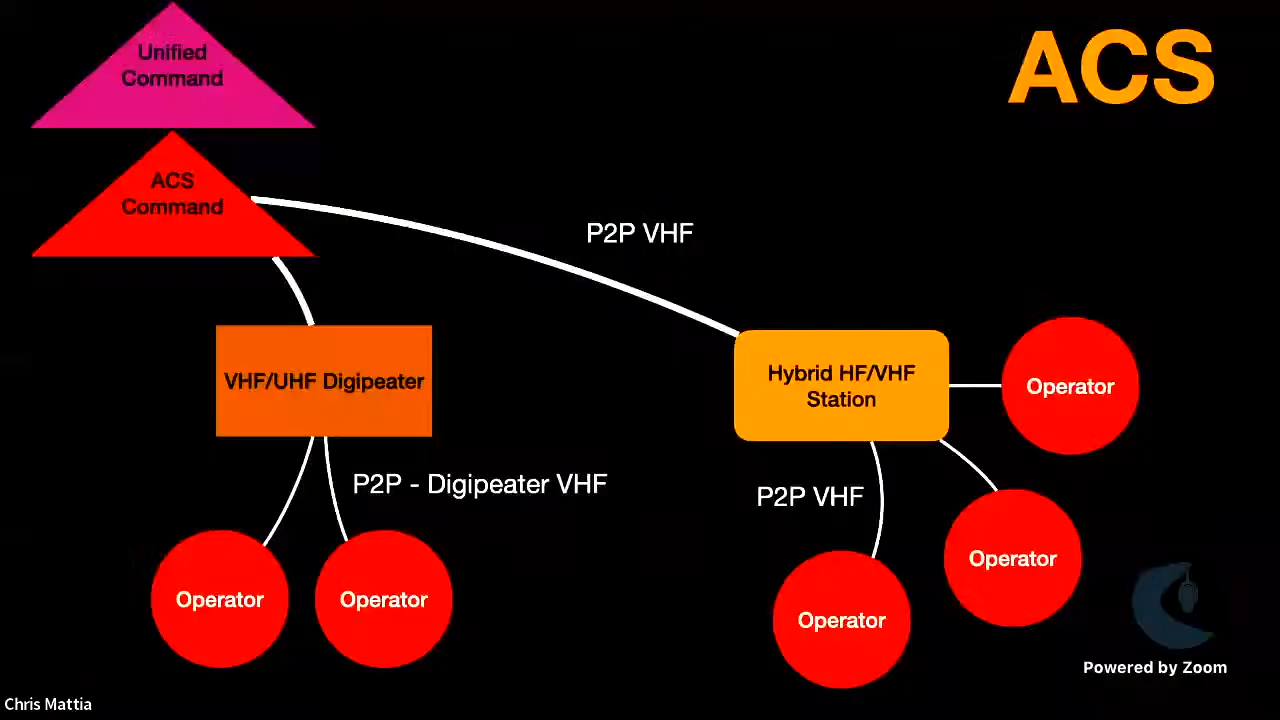 Unified
Command
ACS
ACS
Command
P2P VHF
VHF/UHF Digipeater
Hybrid HF/VHF
Station
Operator
P2P - Digipeater VHF
P2P VHF
Operator
Operator
Operator
Operator
Powered by Zoom
Chris Mattia